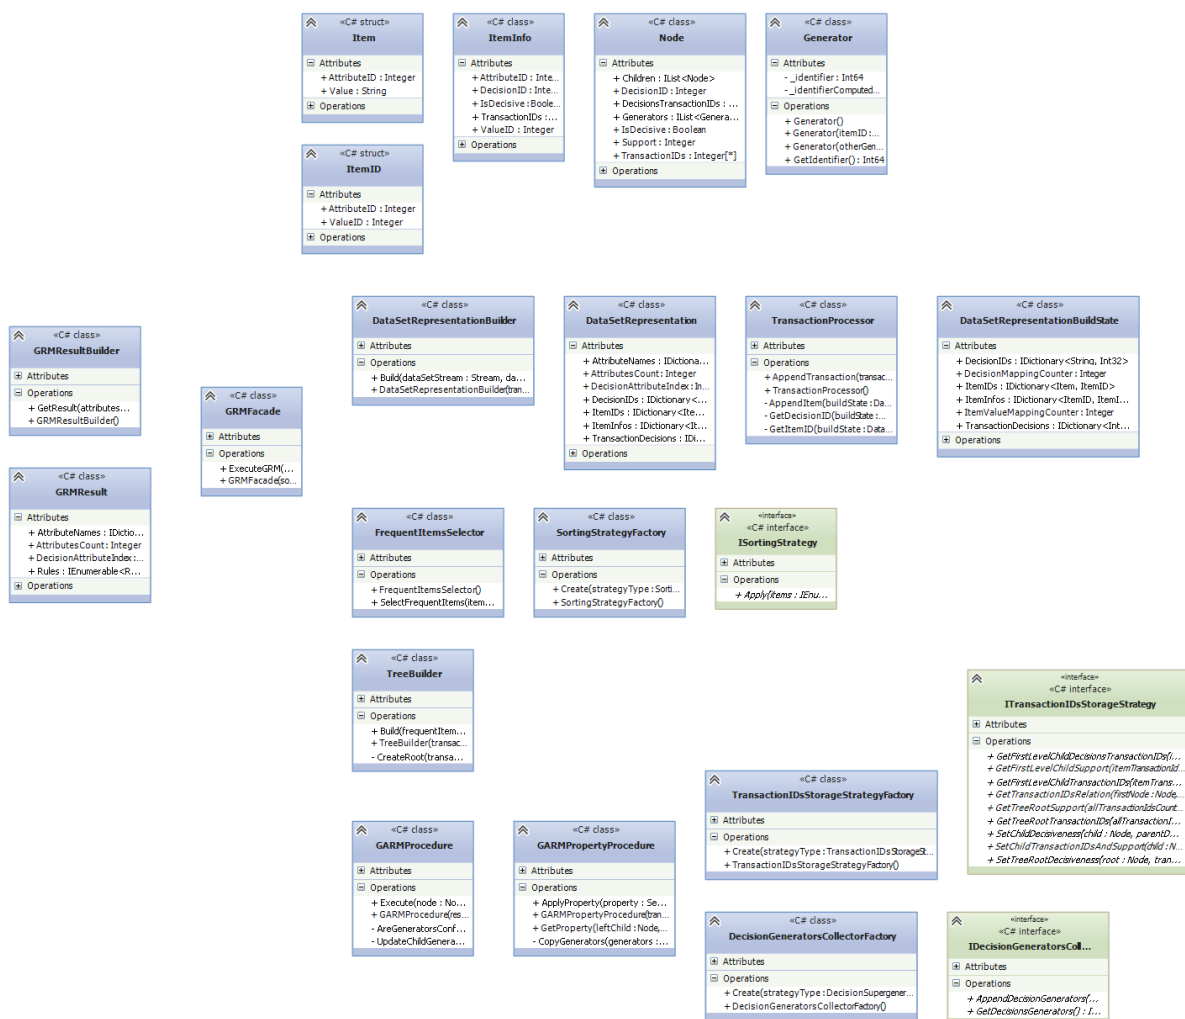 «C# struct»
Item
Attributes
+ AttributeID : Integer
+ Value : String
Operations
«C# class»
ItemInfo
Attributes
+ AttributeID : Inte...
+ DecisionID : Inte...
+ IsDecisive : Boole...
+ TransactionIDs : ...
+ ValueID : Integer
Operations
«C# class»
Node
Attributes
+ Children : IList<Node>
+ DecisionID : Integer
+ DecisionsTransactionIDs : ...
+ Generators : IList<Genera...
+ IsDecisive : Boolean
+ Support : Integer
+ TransactionIDs : Integer[*]
Operations
«C# class»
Generator
Attributes
- _identifier : Int64
- _identifierComputed...
Operations
+ Generator()
+ Generator(itemID : ...
+ Generator(otherGen...
+ GetIdentifier() : Int64
«C# struct»
ItemID
Attributes
+ AttributeID : Integer
+ ValueID : Integer
Operations
«C# class»
GRMResultBuilder
Attributes
Operations
+ GetResult(attributes...
+ GRMResultBuilder()
«C# class»
GRMResult
Attributes
+ AttributeNames : IDictio...
+ AttributesCount : Integer
+ DecisionAttributeIndex : ...
+ Rules : IEnumerable<R...
Operations
«C# class»
GRMFacade
Attributes
Operations
+ ExecuteGRM(...
+ GRMFacade(so...
«C# class»
DataSetRepresentationBuilder
Attributes
Operations
+ Build(dataSetStream : Stream, da...
+ DataSetRepresentationBuilder(tran...
«C# class»
DataSetRepresentation
Attributes
+ AttributeNames : IDictiona...
+ AttributesCount : Integer
+ DecisionAttributeIndex : In...
+ DecisionIDs : IDictionary<...
+ ItemIDs : IDictionary<Ite...
+ ItemInfos : IDictionary<It...
+ TransactionDecisions : IDi...
Operations
«C# class»
TransactionProcessor
Attributes
Operations
+ AppendTransaction(transac...
+ TransactionProcessor()
- AppendItem(buildState : Da...
- GetDecisionID(buildState : ...
- GetItemID(buildState : Data...
«C# class»
DataSetRepresentationBuildState
Attributes
+ DecisionIDs : IDictionary<String, Int32>
+ DecisionMappingCounter : Integer
+ ItemIDs : IDictionary<Item, ItemID>
+ ItemInfos : IDictionary<ItemID, ItemI...
+ ItemValueMappingCounter : Integer
+ TransactionDecisions : IDictionary<Int...
Operations
«C# class»
FrequentItemsSelector
Attributes
Operations
+ FrequentItemsSelector()
+ SelectFrequentItems(item...
«C# class»
SortingStrategyFactory
Attributes
Operations
+ Create(strategyType : Sorti...
+ SortingStrategyFactory()
«interface»
«C# interface»
ISortingStrategy
Attributes
Operations
+ Apply(items : IEnu...
«C# class»
TreeBuilder
Attributes
Operations
+ Build(frequentItem...
+ TreeBuilder(transac...
- CreateRoot(transa...
«interface»
«C# interface»
ITransactionIDsStorageStrategy
Attributes
Operations
+ GetFirstLevelChildDecisionsTransactionIDs(i...
+ GetFirstLevelChildSupport(itemTransactionId...
+ GetFirstLevelChildTransactionIDs(itemTrans...
+ GetTransactionIDsRelation(firstNode : Node,...
+ GetTreeRootSupport(allTransactionIdsCount...
+ GetTreeRootTransactionIDs(allTransactionI...
+ SetChildDecisiveness(child : Node, parentD...
+ SetChildTransactionIDsAndSupport(child : N...
+ SetTreeRootDecisiveness(root : Node, tran...
«C# class»
TransactionIDsStorageStrategyFactory
Attributes
Operations
+ Create(strategyType : TransactionIDsStorageSt...
+ TransactionIDsStorageStrategyFactory()
«C# class»
GARMProcedure
Attributes
Operations
+ Execute(node : No...
+ GARMProcedure(res...
- AreGeneratorsConf...
- UpdateChildGenera...
«C# class»
GARMPropertyProcedure
Attributes
Operations
+ ApplyProperty(property : Se...
+ GARMPropertyProcedure(tran...
+ GetProperty(leftChild : Node,...
- CopyGenerators(generators : ...
«C# class»
DecisionGeneratorsCollectorFactory
Attributes
Operations
+ Create(strategyType : DecisionSupergener...
+ DecisionGeneratorsCollectorFactory()
«interface»
«C# interface»
IDecisionGeneratorsColl...
Attributes
Operations
+ AppendDecisionGenerators(...
+ GetDecisionsGenerators() : I...